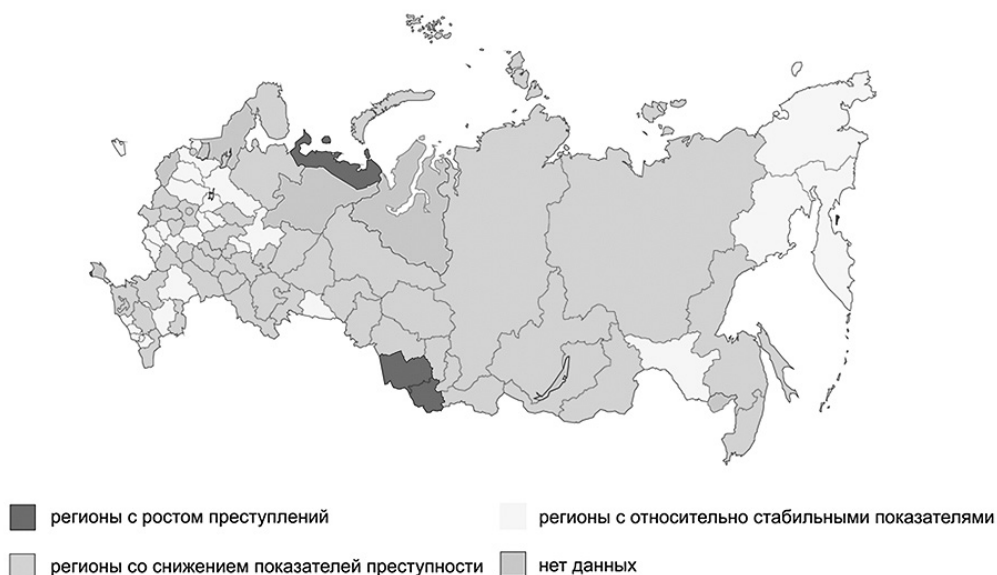 регионы с ростом преступлений
регионы с относительно стабильными показателями
регионы со снижением показателей преступности
нет данных